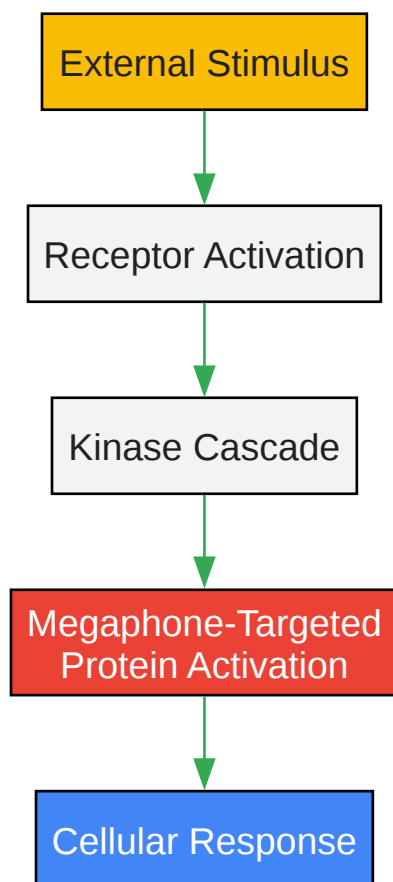 External Stimulus
Receptor Activation
Kinase Cascade
Megaphone-Targeted
Protein Activation
Cellular Response